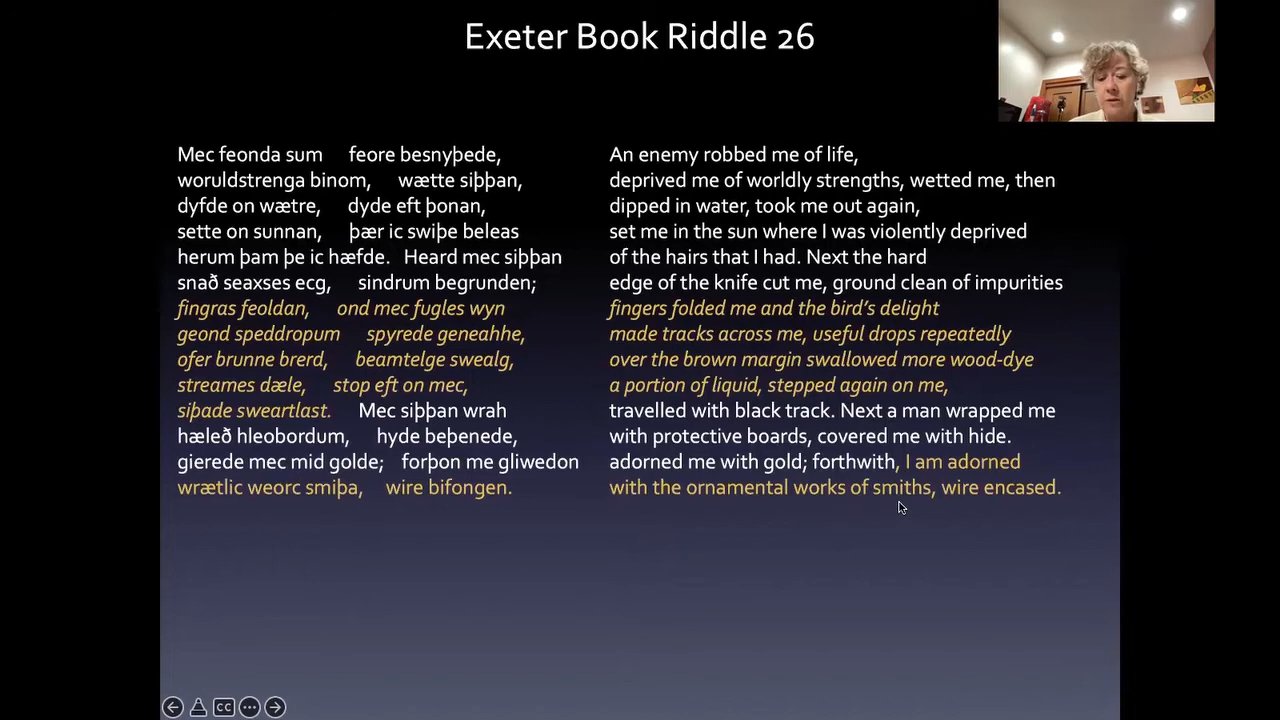 Exeter Book Riddle 26
Mec feonda sum feore besnyþede,
woruldstrenga binom, wætte siþþan,
dyfde on wætre, dyde eft þonan,
sette on sunnan, þær ic swiþe beleas
herum þam þe ic hæfde. Heard mec siþþan
snað seaxses ecg, sindrum begrunden;
fingras feoldan, ond mec fugles wyn
geond speddropum spyrede geneahhe,
ofer brunne brerd, beamtelge swealg,
streames dæle, stop eft on mec,
siþade sweartlast. Mec siþþan wrah
hæleð hleobordum, hyde beþenede,
gierede mec mid golde; forþon me gliwedon
wrætlic weorc smiþa, wire bifongen.
An enemy robbed me of life,
deprived me of worldly strengths, wetted me, then
dipped in water, took me out again,
set me in the sun where I was violently deprived
of the hairs that I had. Next the hard
edge of the knife cut me, ground clean of impurities
fingers folded me and the bird’s delight
made tracks across me, useful drops repeatedly
over the brown margin swallowed more wood-dye
a portion of liquid, stepped again on me,
travelled with black track. Next a man wrapped me
with protective boards, covered me with hide.
adorned me with gold; forthwith, I am adorned
with the ornamental works of smiths, wire encased.
CC